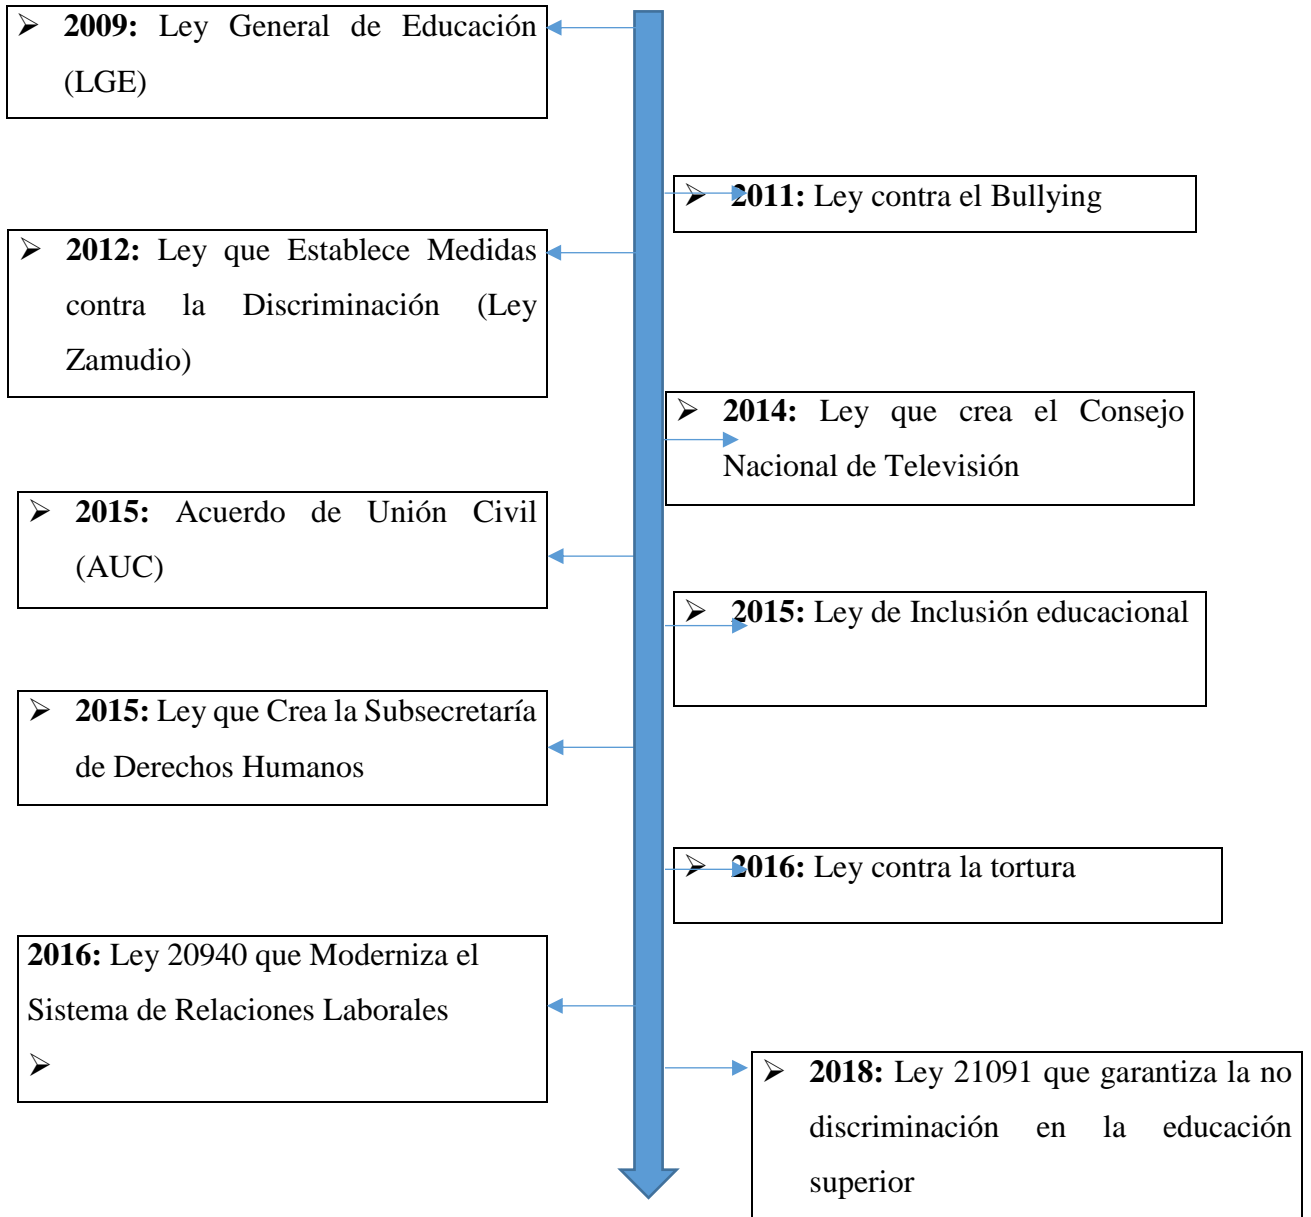 ➢ 2009: Ley General de Educación
(LGE)
➢ 2011: Ley contra el Bullying
➢ 2012: Ley que Establece Medidas
contra la Discriminación (Ley
Zamudio)
➢ 2014: Ley que crea el Consejo
Nacional de Televisión
➢ 2015: Acuerdo de Unión Civil
(AUC)
➢ 2015: Ley de Inclusión educacional
➢ 2015: Ley que Crea la Subsecretaría
de Derechos Humanos
➢ 2016: Ley contra la tortura
2016: Ley 20940 que Moderniza el
Sistema de Relaciones Laborales
➢
➢ 2018: Ley 21091 que garantiza la no
discriminación en la educación
superior